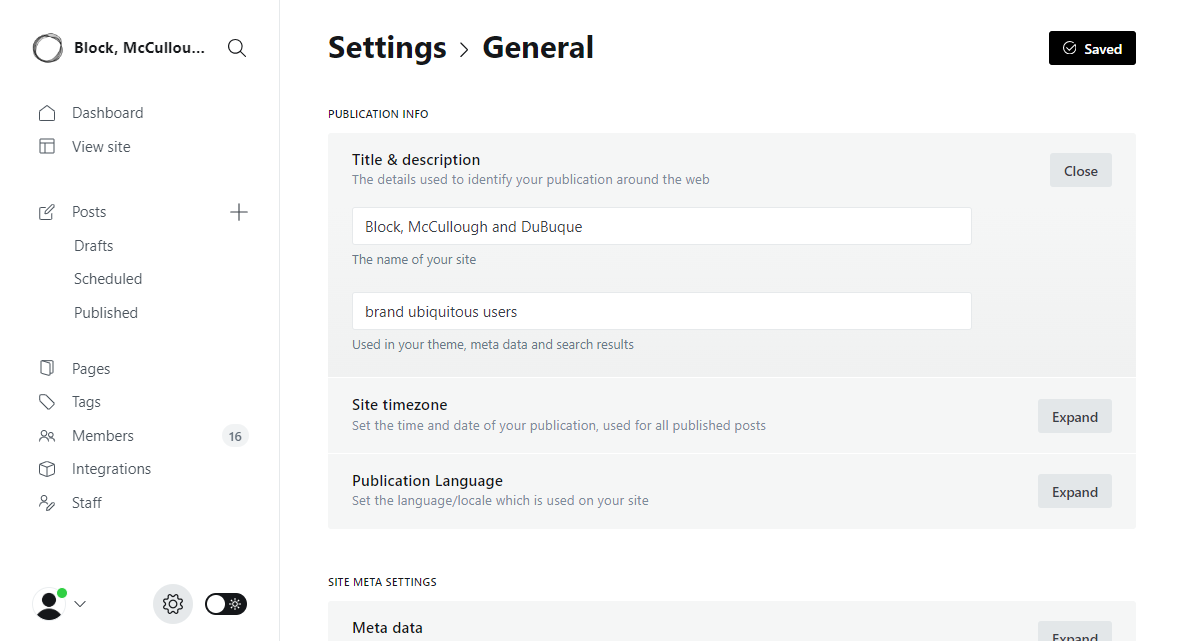 Block, McCullou...
Dashboard
View site
Posts
Drafts
Scheduled
Published
Pages
Tags
Members 16
Integrations
Staff
Settings > General
Saved
PUBLICATION INFO
Title & description
The details used to identify your publication around the web
Close
Block, McCullough and DuBuque
The name of your site
brand ubiquitous users
Used in your theme, meta data and search results
Site timezone
Set the time and date of your publication, used for all published posts
Expand
Publication Language
Set the language/locale which is used on your site
Expand
SITE META SETTINGS
Meta data
Expand